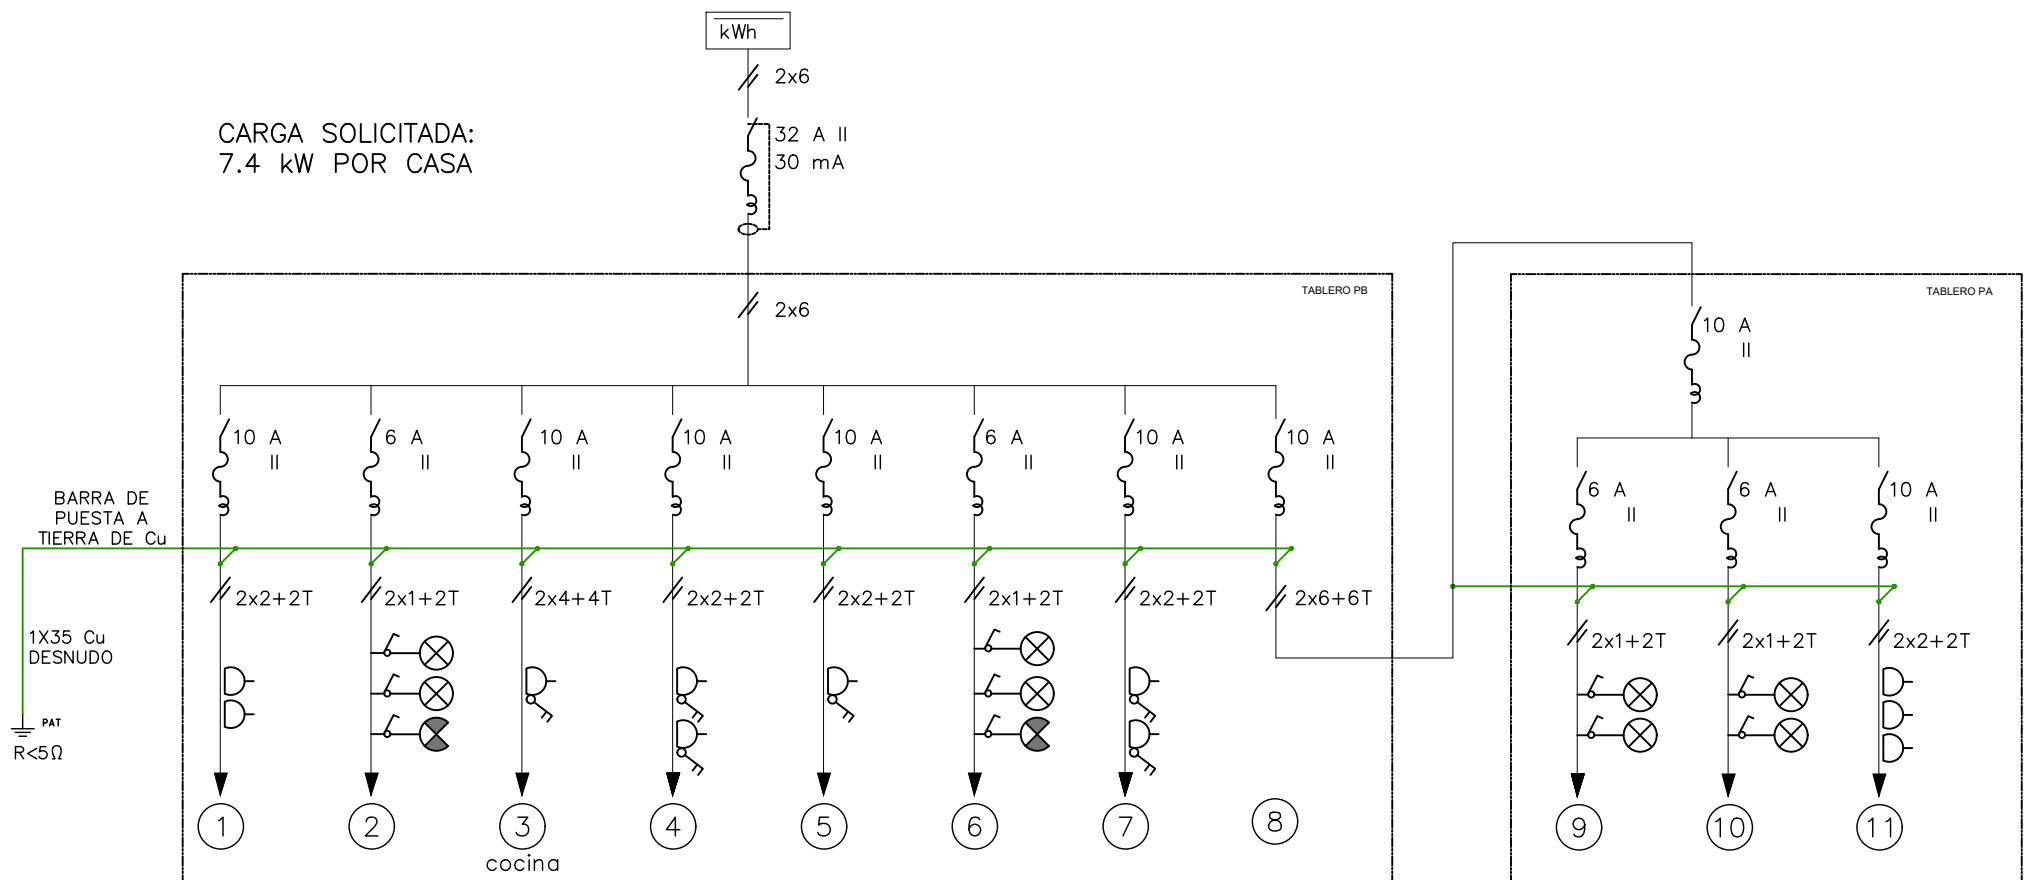 kWh
2x6
CARGA SOLICITADA:
7.4 kW POR CASA
32 A II
30 mA
TABLERO PB
TABLERO PA
2x6
10 A
II
10 A
II
6 A
II
10 A
II
10 A
II
10 A
II
6 A
II
10 A
II
10 A
II
6 A
II
6 A
II
10 A
II
BARRA DE
PUESTA A
TIERRA DE Cu
2x2+2T
2x1+2T
2x4+4T
2x2+2T
2x2+2T
2x1+2T
2x2+2T
2x6+6T
2x1+2T
2x1+2T
2x2+2T
1X35 Cu
DESNUDO
PAT
R<5Ω
1
2
3
4
5
6
7
8
9
10
11
cocina